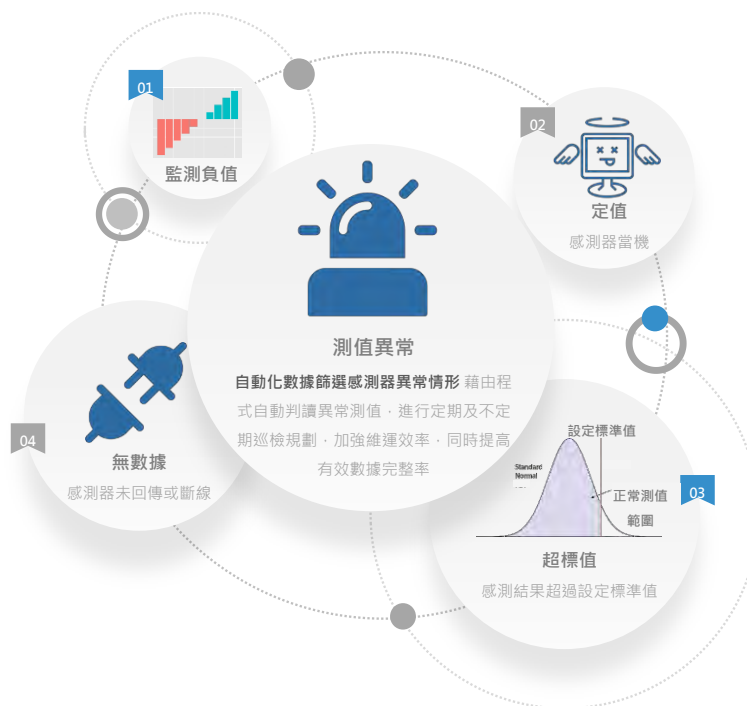 01
監測負值
02
定值
感測器當機
測值異常
自動化數據篩選感測器異常情形 藉由程
式自動判讀異常測值，進行定期及不定
期巡檢規劃，加強維運效率，同時提高
有效數據完整率
04
無數據
感測器未回傳或斷線
設定標準值
Standard
Normal
正常測值
範圍
03
超標值
感測結果超過設定標準值